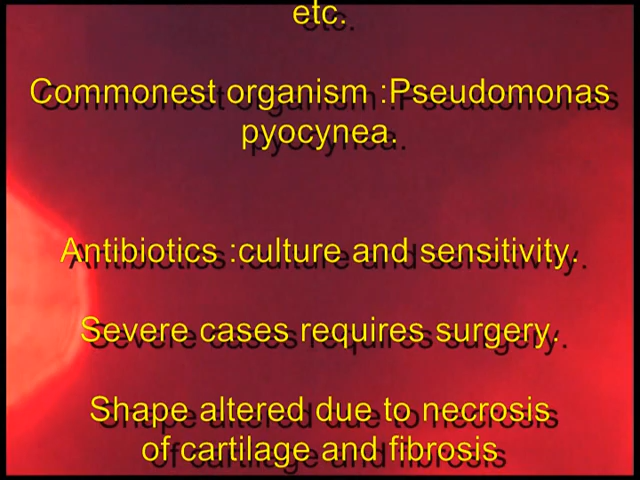 etc.
Commonest organism :Pseudomonas
pyocynea.
Antibiotics :culture and sensitivity.
Severe cases requires surgery.
Shape altered due to necrosis
of cartilage and fibrosis